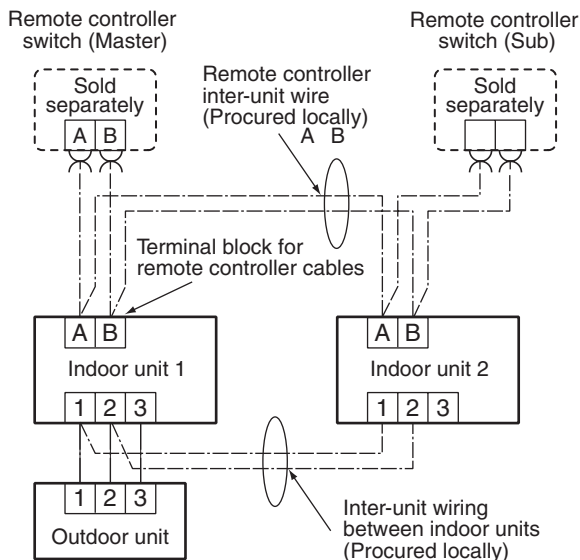 Remote controller
switch (Master)
Remote controller
switch (Sub)
Sold
separately
A B
Remote controller
inter-unit wire
(Procured locally)
A B
Sold
separately
Terminal block for
remote controller cables
A B
Indoor unit 1
1 2 3
A B
Indoor unit 2
1 2 3
1 2 3
Outdoor unit
Inter-unit wiring
between indoor units
(Procured locally)